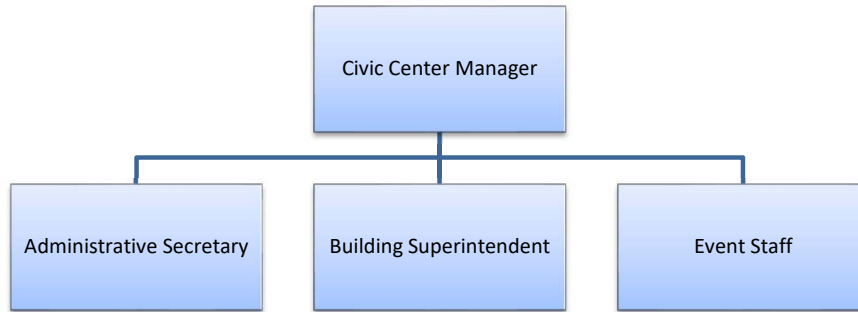 Civic Center Manager
Administrative Secretary
Building Superintendent
Event Staff